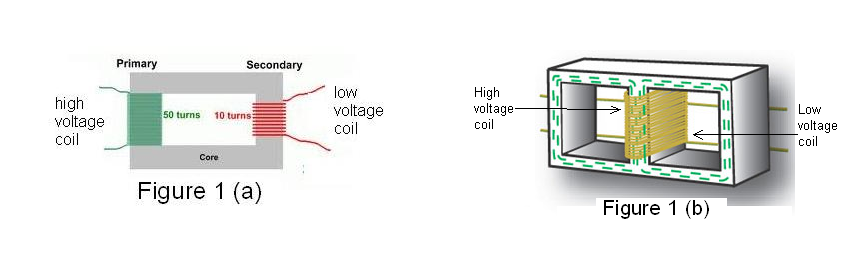 Primary
Secondary
high
voltage
coil
50 turns
10 turns
low
voltage
coil
Core
Figure 1 (a)
High
voltage
coil
Low
voltage
coil
Figure 1 (b)